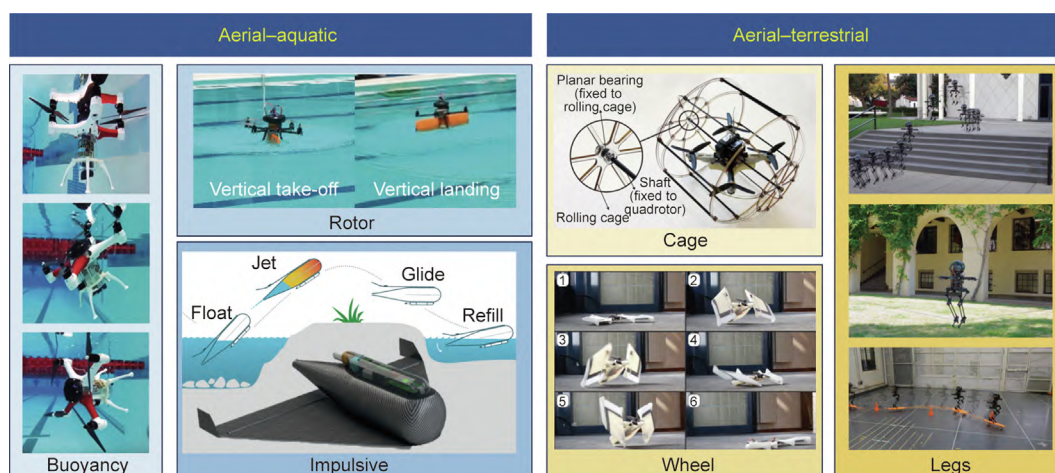 Aerial–aquatic
Aerial–terrestrial
Buoyancy
Vertical take-off
Vertical landing
Rotor
Jet
Glide
Float
Refill
Impulsive
Planar bearing
(fixed to
rolling cage)
Shaft
(fixed to
quadrotor)
Rolling cage
Cage
1
2
3
4
5
6
Wheel
Legs